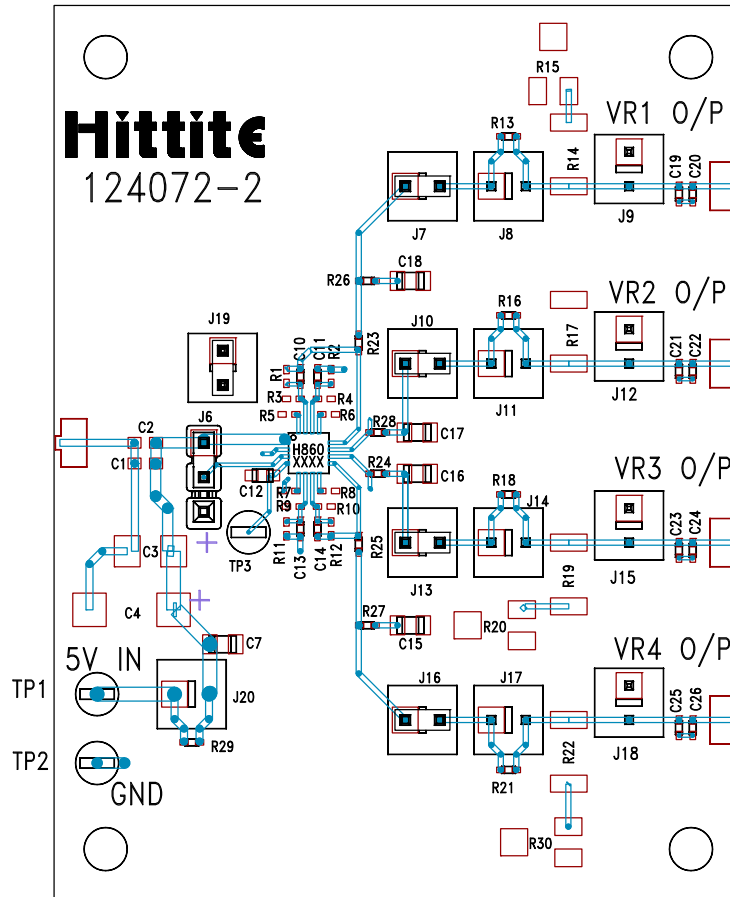 Hittite
124072-2
R15
R13
VR1 O/P
R14
C19
C20
J7
J8
J9
C18
R26
VR2 O/P
R16
J19
J10
R23
R17
C21
C22
C10
C11
R2
R1
J11
J12
R3
R4
J6
R5
R6
R28
C17
C2
H860
XXXX
C1
VR3 O/P
R24
C16
C12
R7
R8
R18
R9
R10
J14
C23
C24
C3
R11
C13
C14
R12
R25
TP3
J13
R19
J15
C4
R27
C15
R20
5V IN
C7
VR4 O/P
TP1
J20
J16
J17
C25
C26
R29
R22
J18
TP2
GND
R21
R30